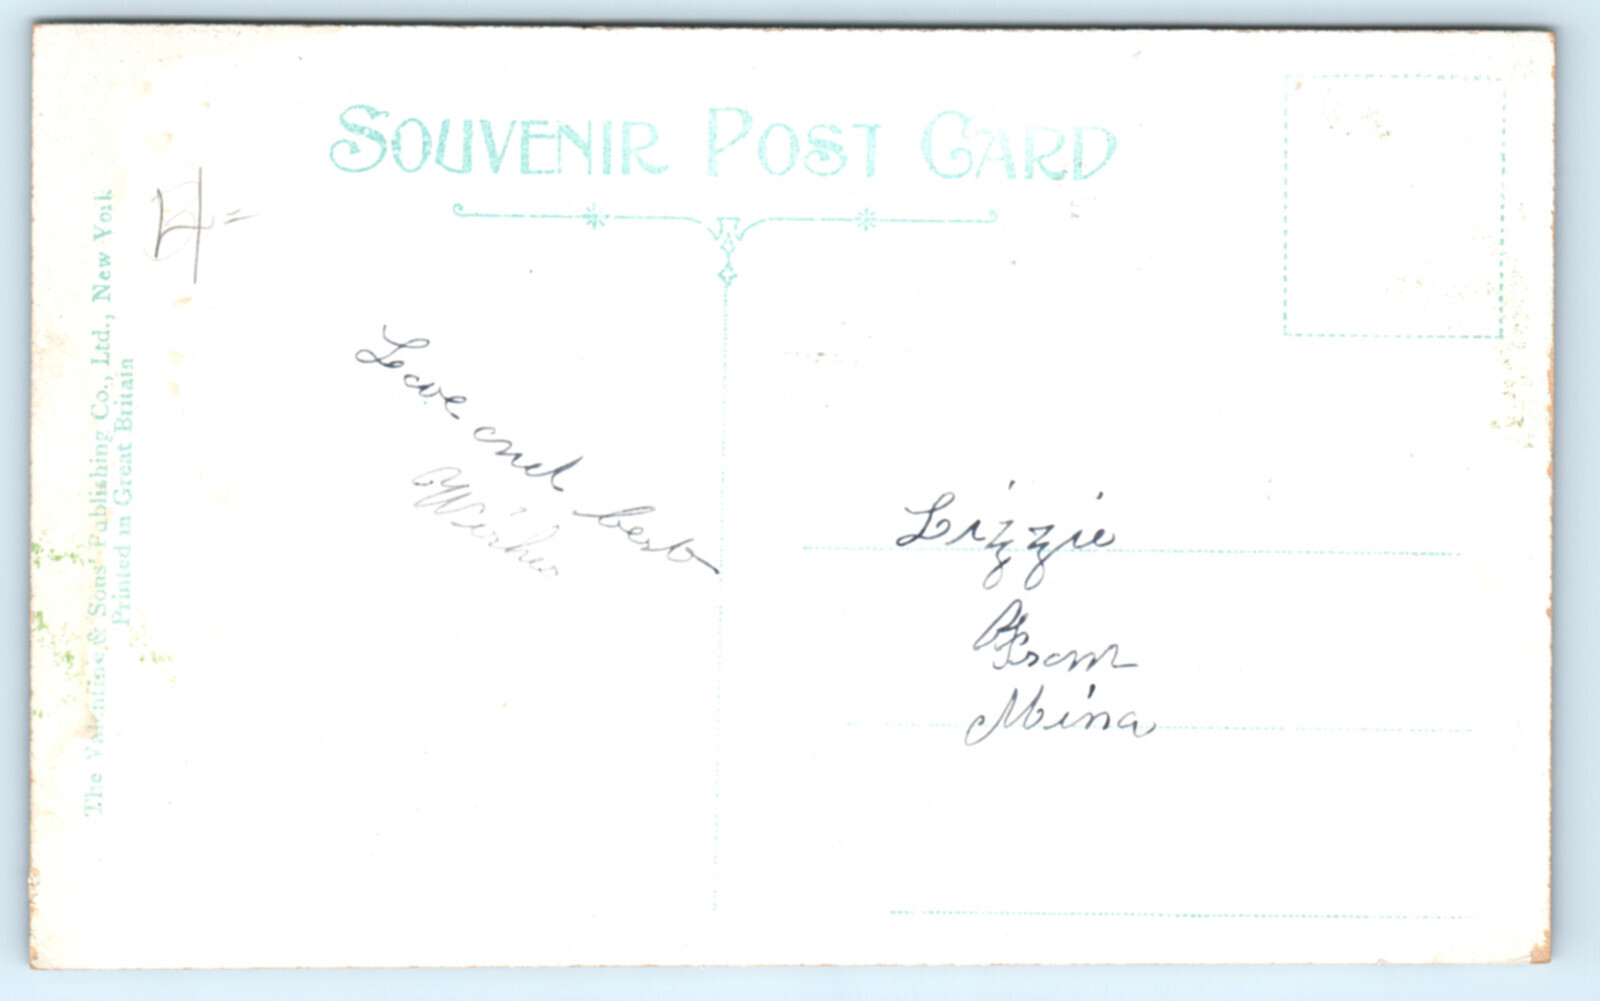 SOUVENIR POST CARD
The Valentine & Sons' Publishing Co., Ltd., New York
Printed in Great Britain
4-
Love and best
Wishes
Lizzie
From
Mina